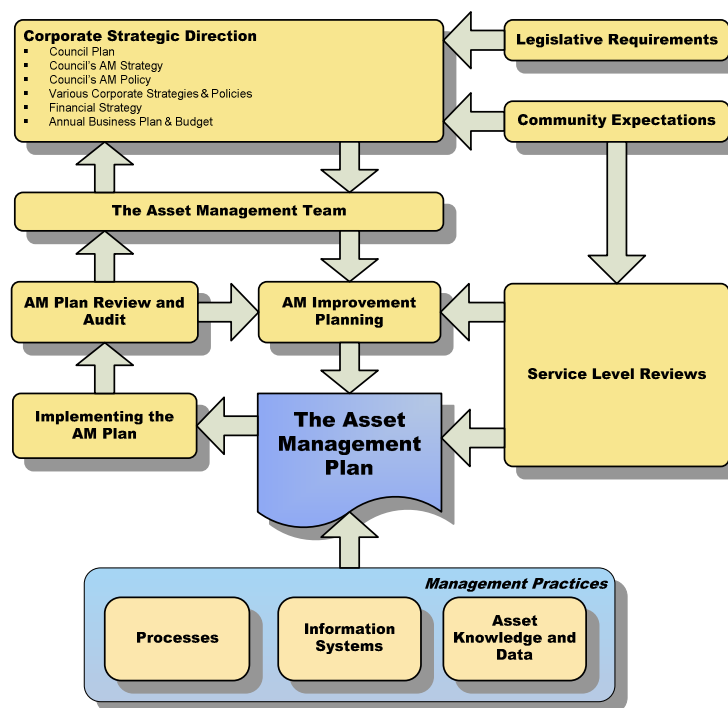 Corporate Strategic Direction
▪ Council Plan
▪ Council's AM Strategy
▪ Council's AM Policy
▪ Various Corporate Strategies & Policies
▪ Financial Strategy
▪ Annual Business Plan & Budget
Legislative Requirements
Community Expectations
The Asset Management Team
AM Plan Review and
Audit
AM Improvement
Planning
Service Level Reviews
Implementing the
AM Plan
The Asset
Management
Plan
Management Practices
Processes
Information
Systems
Asset
Knowledge and
Data